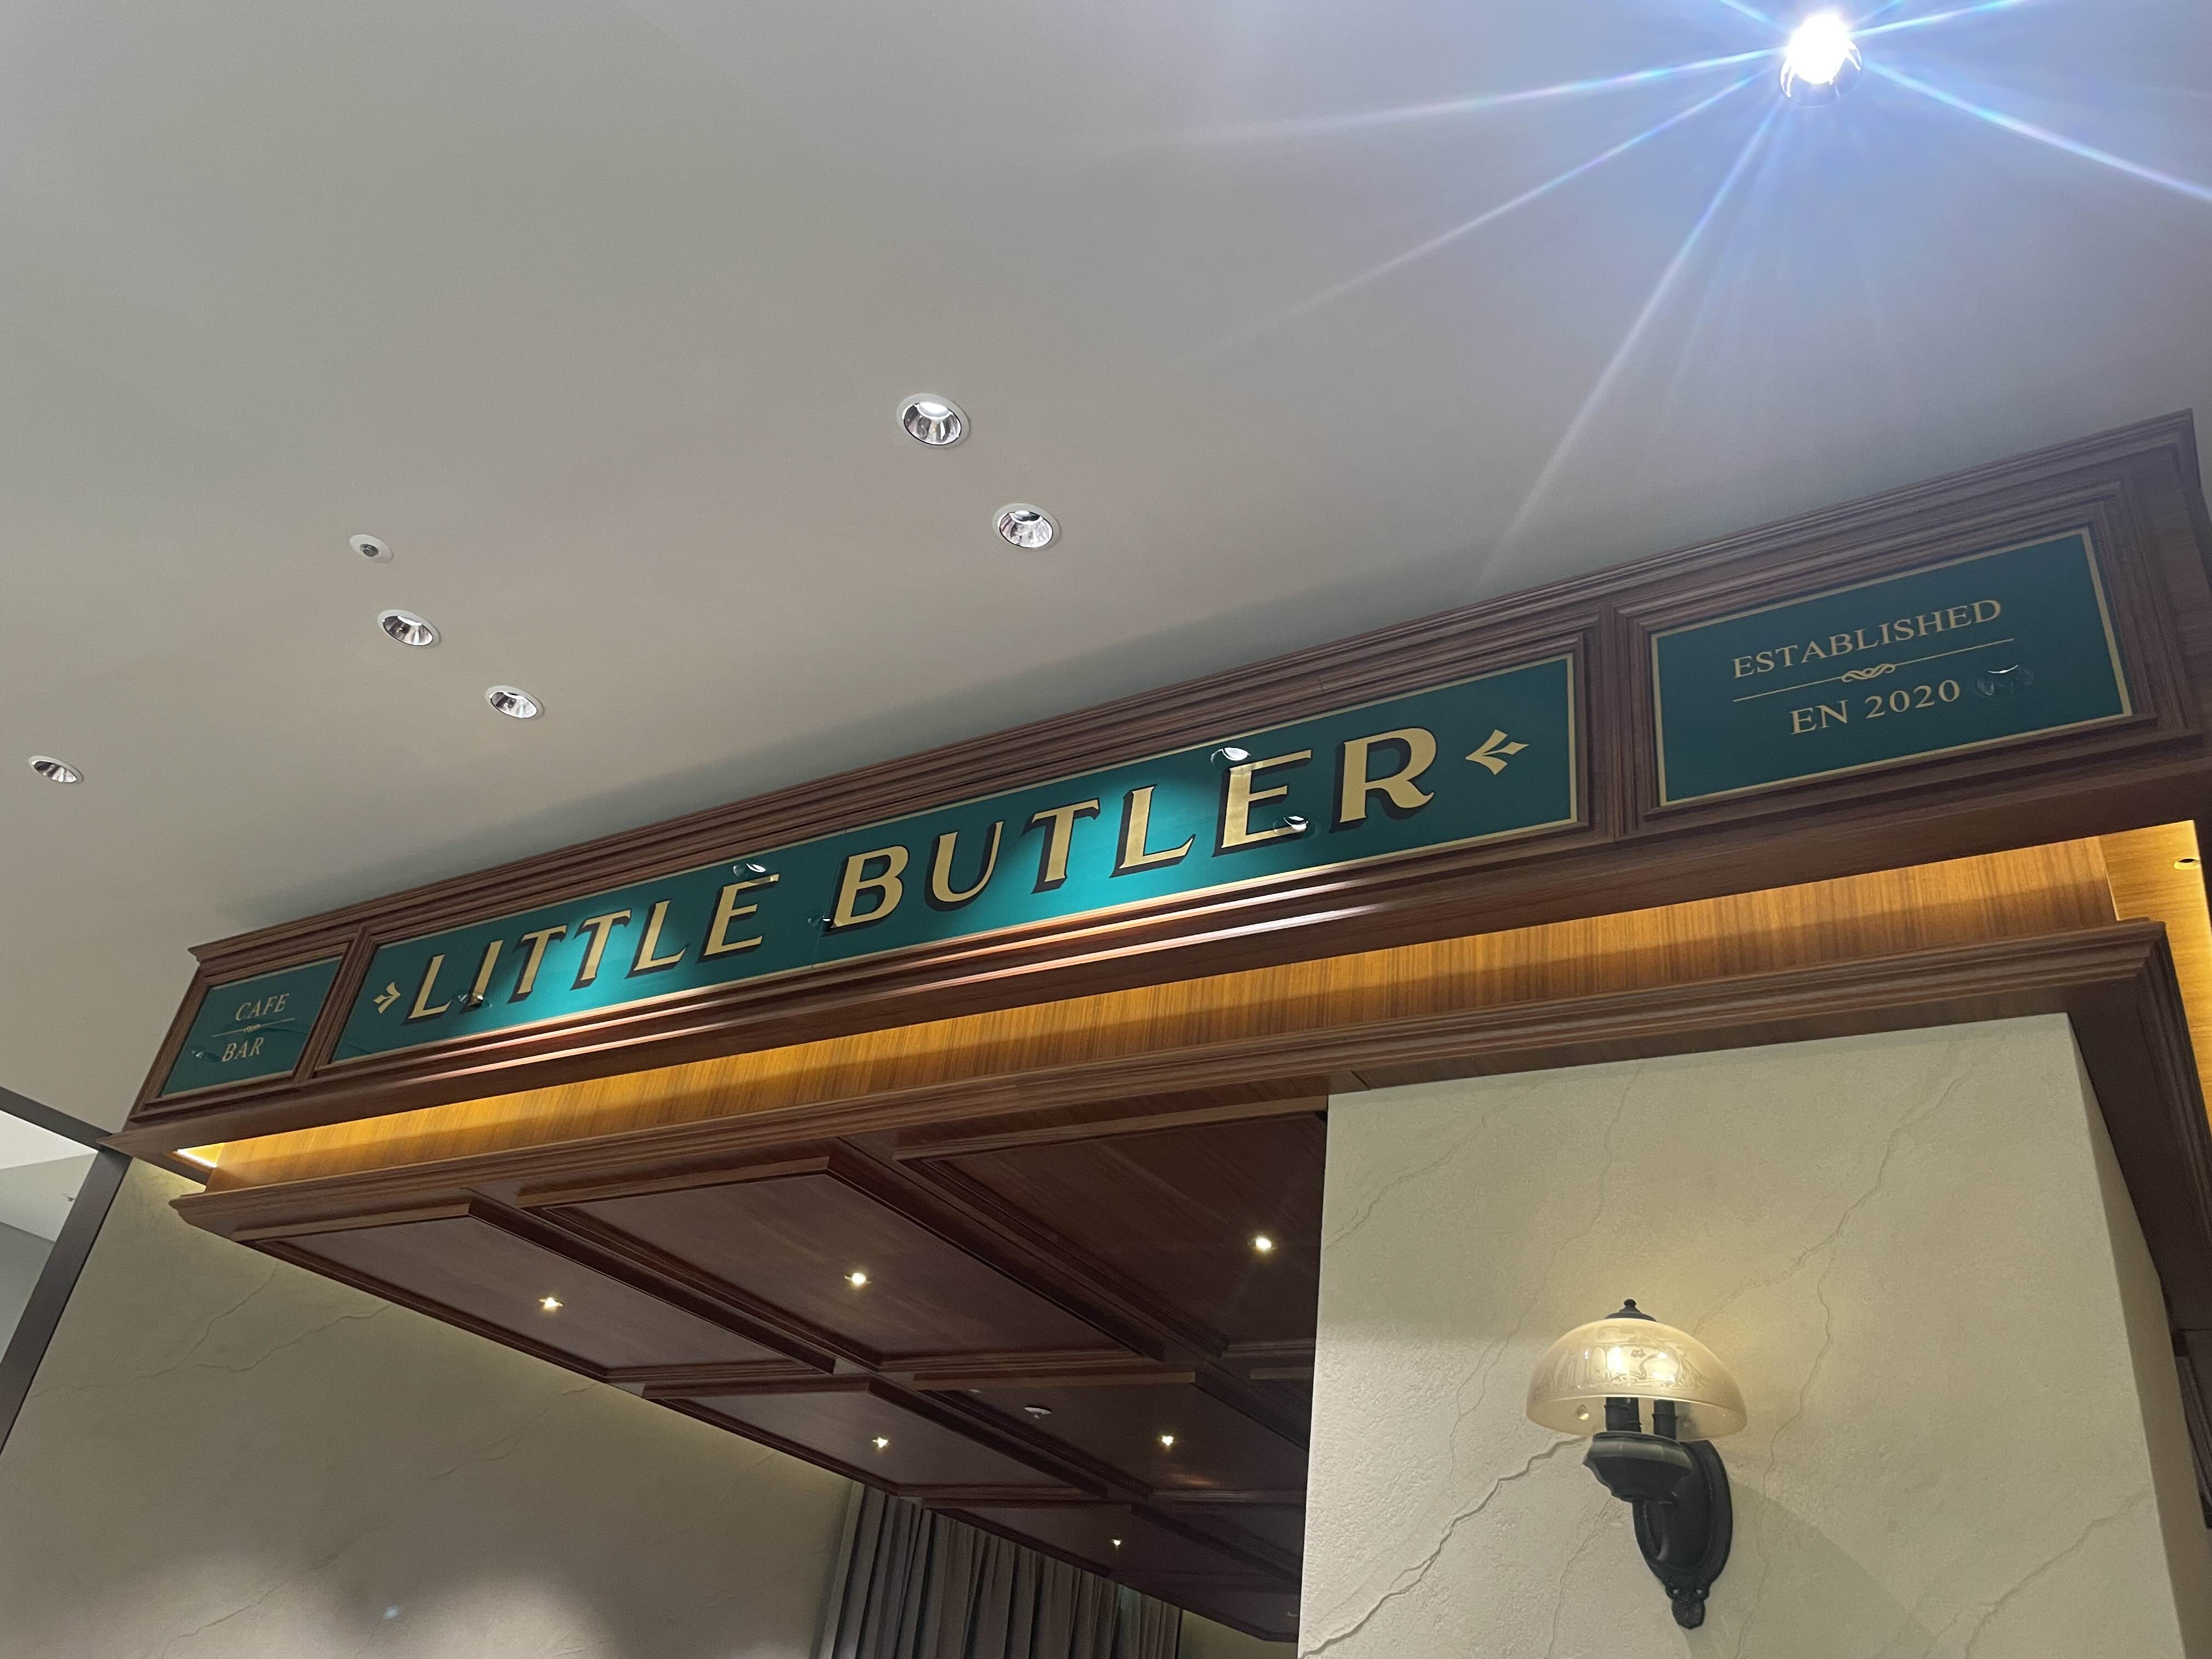 CAFE
BAR
LITTLE BUTLER
ESTABLISHED
EN 2020